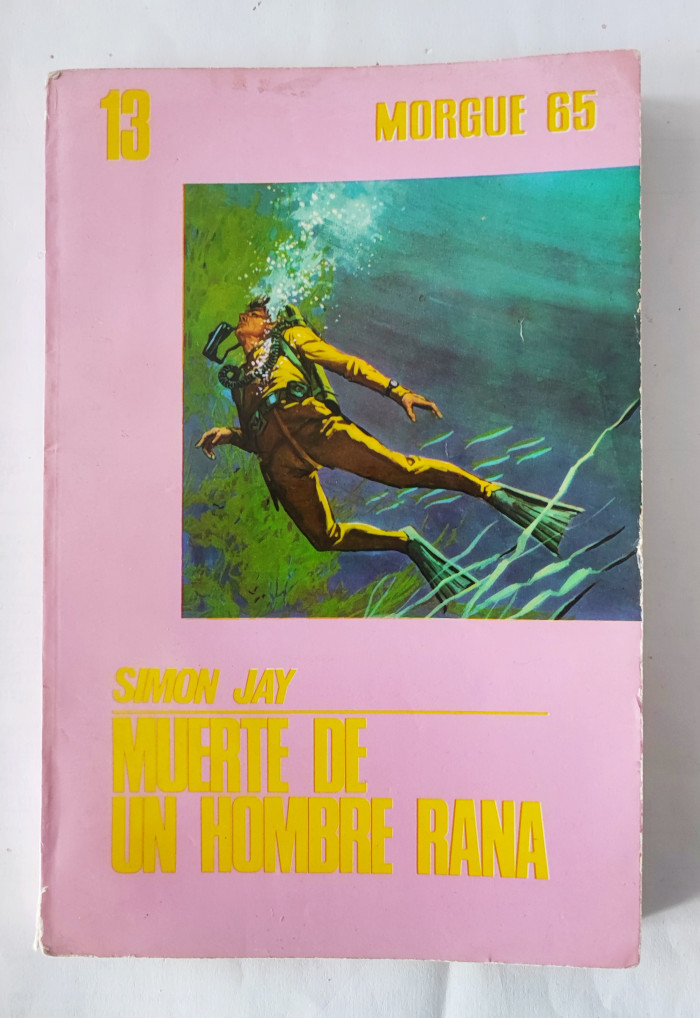 13
MORGUE 65
SIMON JAY
MUERTE DE
UN HOMBRE RANA